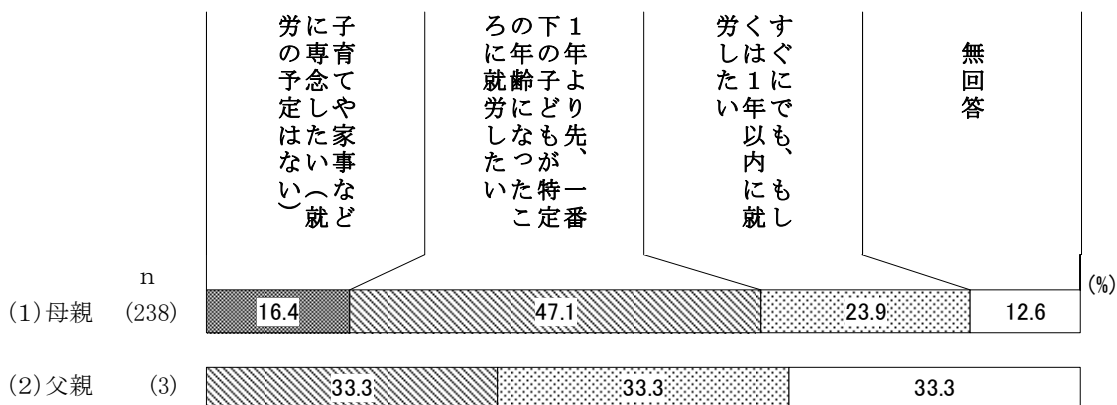 子育てや家事など
に専念したい（就
労の予定はない）
１年より先、一番
下の子どもが特定
の年齢になったこ
ろに就労したい
すぐにでも、もし
くは１年以内に就
労したい
無回答
n
(%)
(1)母親 (238) 16.4 47.1 23.9 12.6
(2)父親 (3) 33.3 33.3 33.3